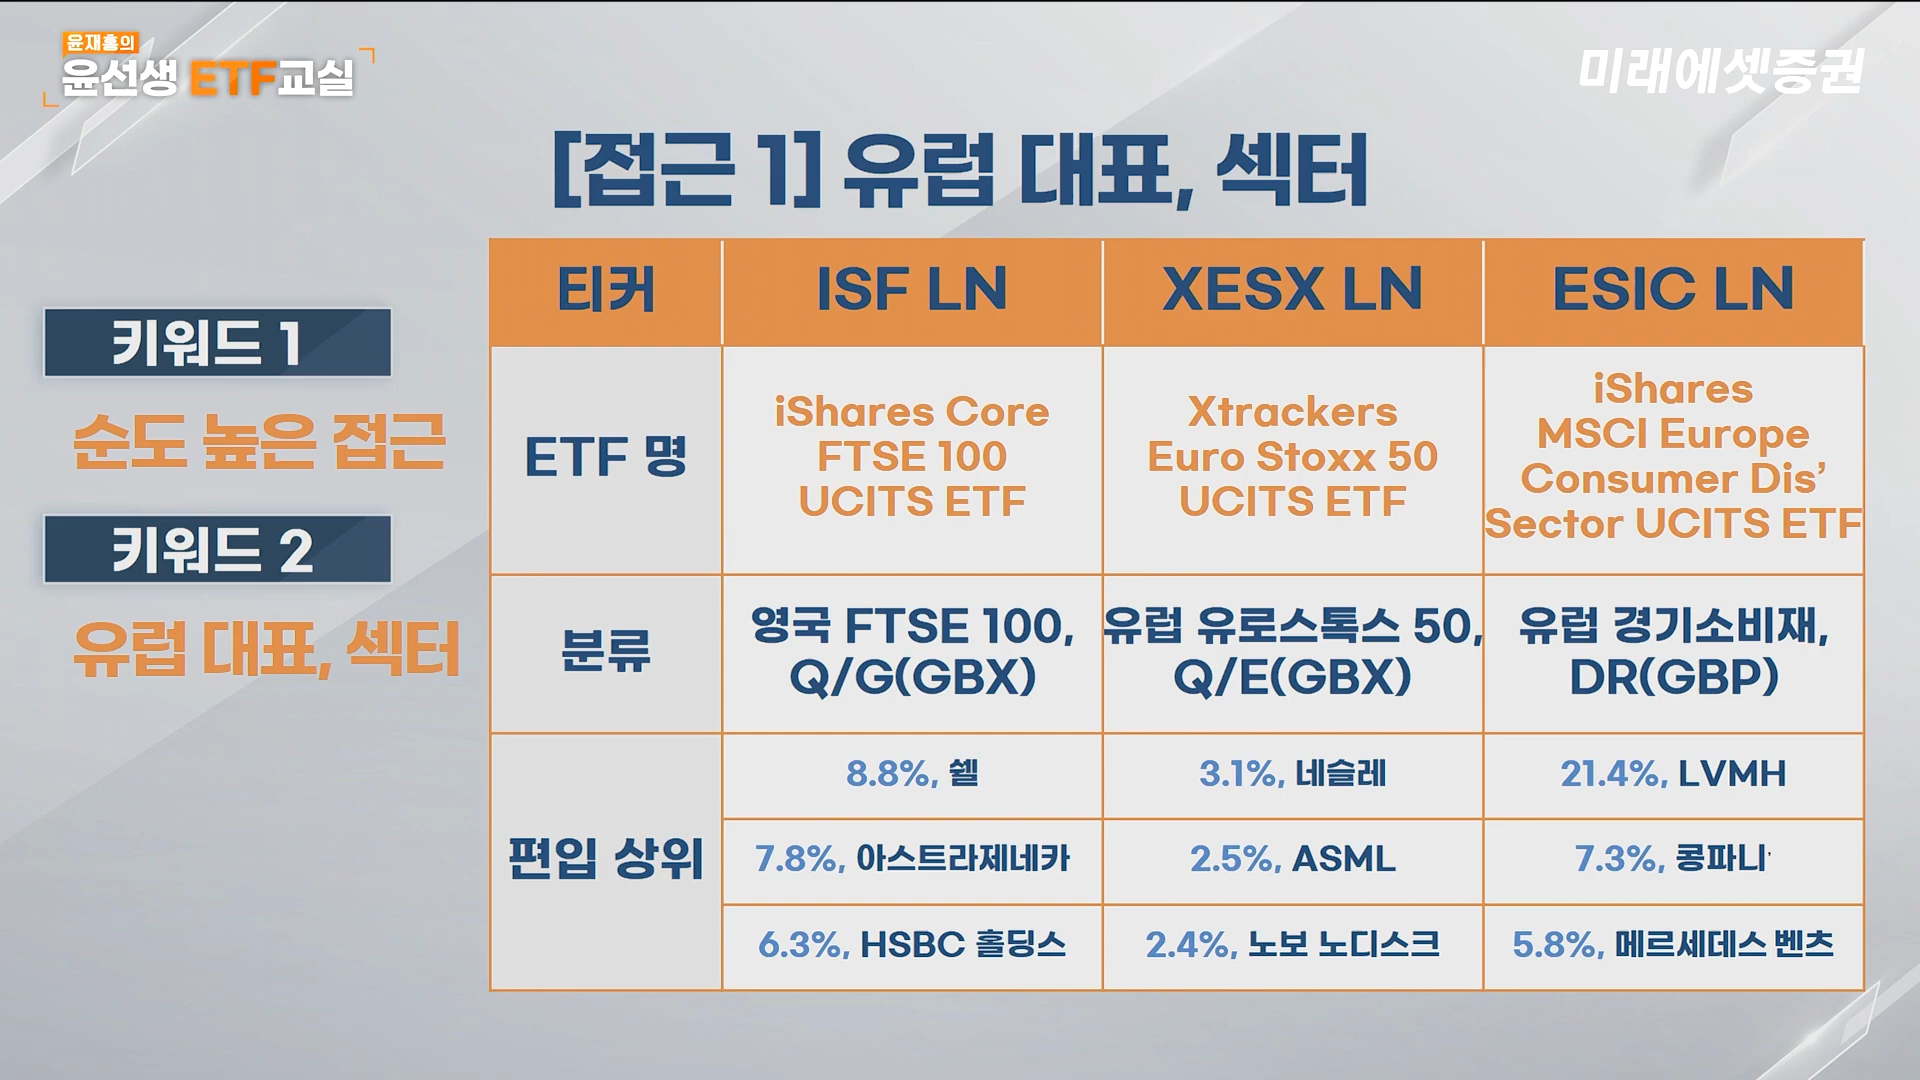 윤재홍의
윤선생 ETF교실
미래에셋증권
[접근 1] 유럽 대표, 섹터
키워드 1
순도 높은 접근
키워드 2
유럽 대표, 섹터
티커
ISF LN
XESX LN
ESIC LN
ETF 명
iShares Core
FTSE 100
UCITS ETF
Xtrackers
Euro Stoxx 50
UCITS ETF
iShares
MSCI Europe
Consumer Dis’
Sector UCITS ETF
분류
영국 FTSE 100,
Q/G(GBX)
유럽 유로스톡스 50,
Q/E(GBX)
유럽 경기소비재,
DR(GBP)
편입 상위
8.8%, 쉘
3.1%, 네슬레
21.4%, LVMH
7.8%, 아스트라제네카
2.5%, ASML
7.3%, 콩파니’
6.3%, HSBC 홀딩스
2.4%, 노보 노디스크
5.8%, 메르세데스 벤츠